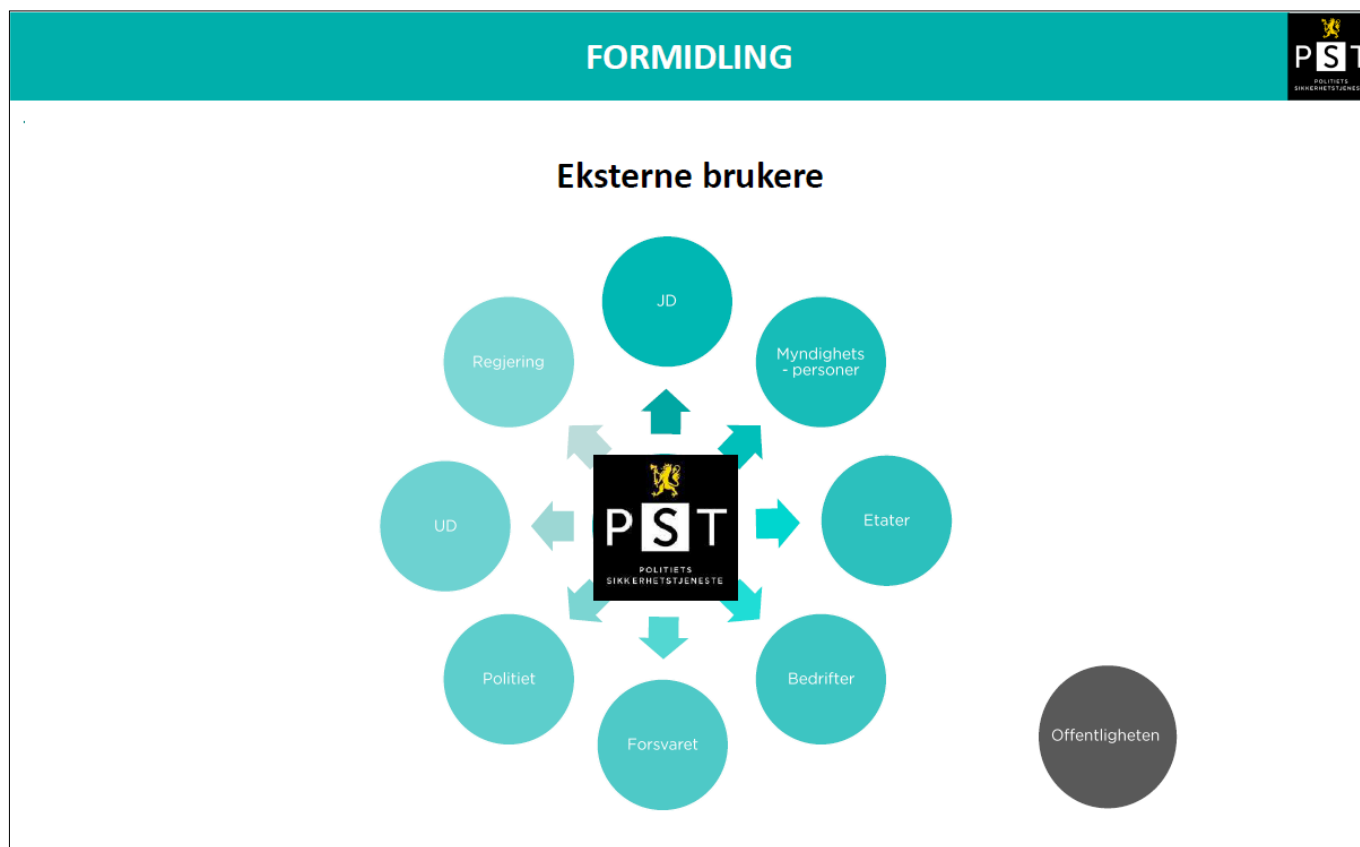 FORMIDLING
PST
POLITIETS
SIKKERHETSTJENESTE
Eksterne brukere
JD
Regjering
Myndighets
- personer
UD
PST
POLITIETS
SIKKERHETSTJENESTE
Etater
Politiet
Bedrifter
Forsvaret
Offentligheten